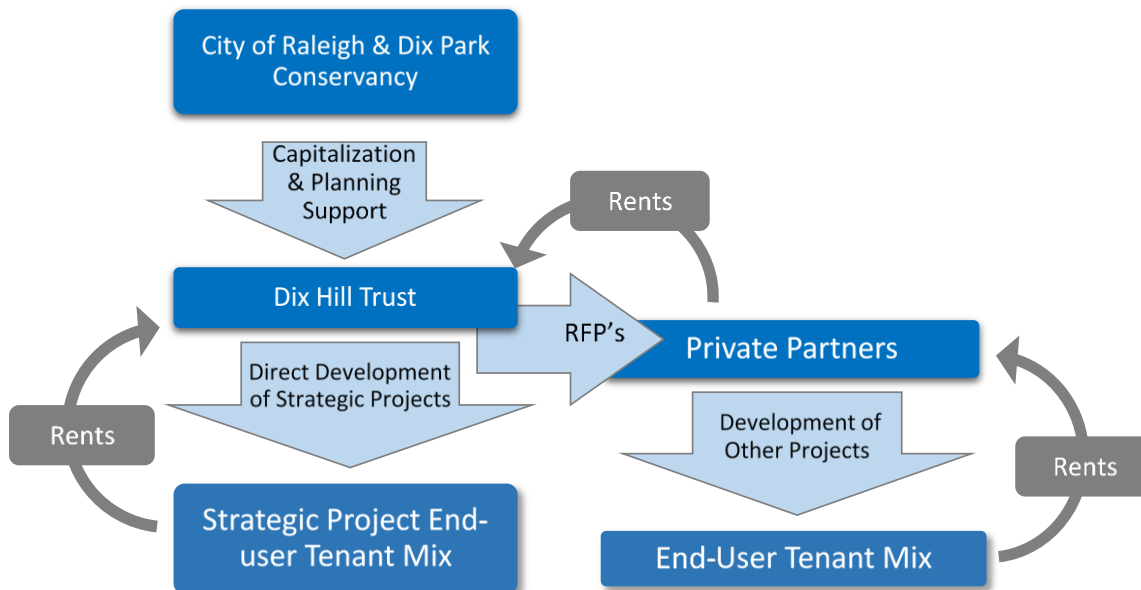 City of Raleigh & Dix Park
Conservancy
Capitalization
& Planning
Support
Rents
Dix Hill Trust
RFP's
Private Partners
Direct Development
of Strategic Projects
Rents
Development of
Other Projects
Rents
Strategic Project End-
user Tenant Mix
End-User Tenant Mix